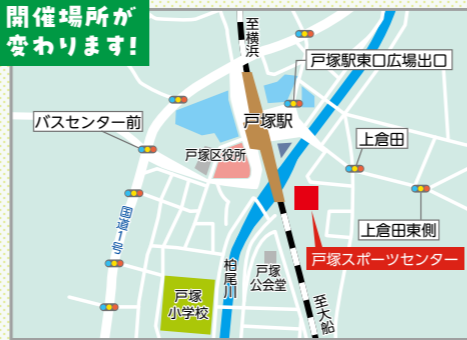 開催場所が
変わります!
至横浜
戸塚駅東口広場出口
バスセンター前
戸塚駅
上倉田
戸塚区役所
国道1号
上倉田東側
戸塚スポーツセンター
柏尾川
戸塚
公会堂
戸塚
小学校
至大船